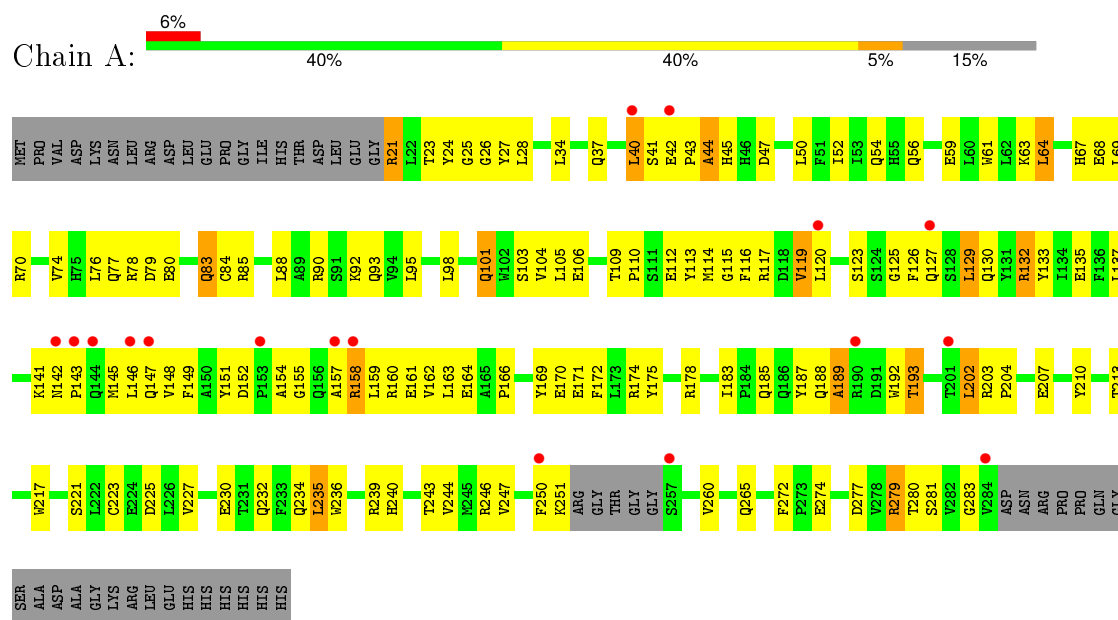 6%
Chain A:
40% 40% 5% 15%
MET PRO VAL ASP LYS ASN LEU ARG ASP LEU GLU PRO GLY ILE HIS THR ASP LEU GLU GLY R21 L22 T23 Y24 G25 G26 Y27 L28 L34 Q37 L40 S41 E42 P43 A44 H45 H46 D47 L50 F51 I52 I53 Q54 H55 Q56 E59 L60 W61 L62 K63 L64 H67 E68 L69
R70 V74 H75 L76 Q77 R78 D79 E80 Q83 C84 R85 L88 A89 R90 S91 K92 Q93 V94 L95 L98 Q101 W102 S103 V104 L105 E106 T109 P110 S111 E112 Y113 M114 G115 F116 R117 D118 V119 L120 S123 S124 G125 F126 Q127 S128 L129 Q130 Y131 R132 Y133 I134 E135 F136 L137
K141 N142 P143 Q144 M145 L146 Q147 V148 F149 A150 Y151 D152 P153 A154 G155 Q156 A157 R158 L159 R160 E161 V162 L163 E164 A165 P166 Y169 E170 E171 F172 L173 R174 Y175 R178 I183 P184 Q185 Q186 Y187 Q188 A189 R190 D191 W192 T193 T201 L202 R203 P204 E207 Y210 T213
W217 S221 L222 C223 E224 D225 L226 V227 E230 T231 Q232 F233 Q234 L235 W236 R239 H240 T243 V244 M245 R246 V247 F250 K251 ARG GLY THR GLY GLY S257 V260 Q265 F272 P273 E274 D277 V278 R279 T280 S281 V282 G283 V284 ASP ASN ARG PRO PRO GLN GLY
SER ALA ASP ALA GLY LYS ARG LEU GLU HIS HIS HIS HIS HIS HIS